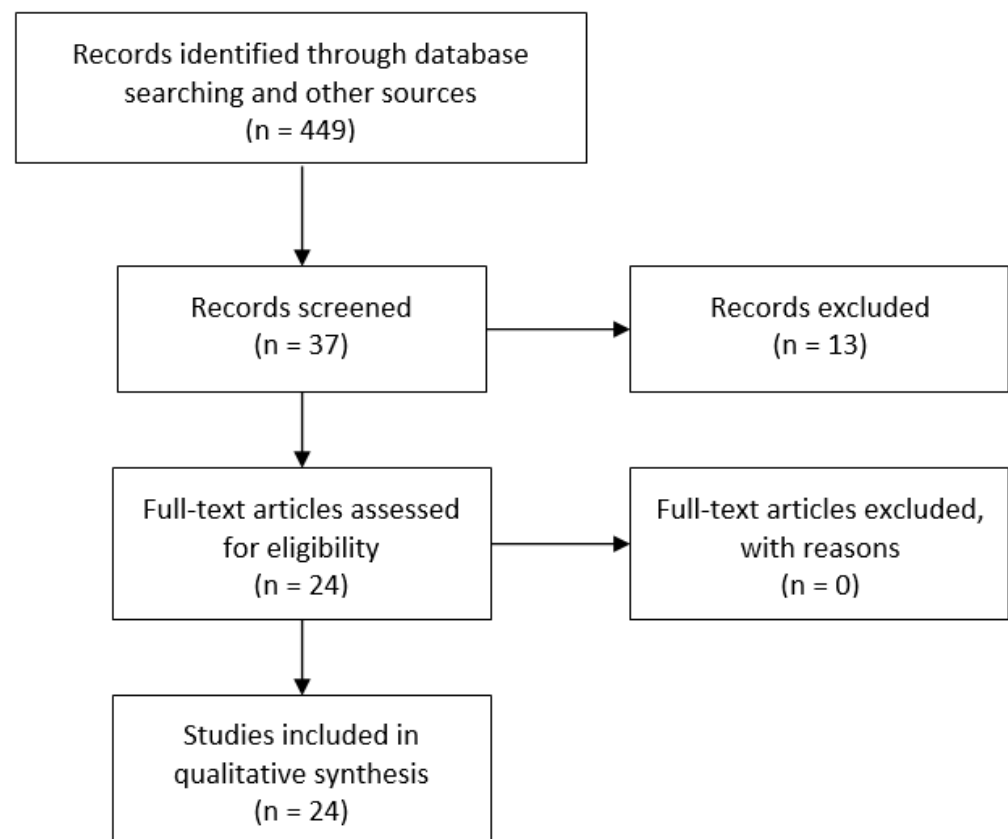 Records identified through database
searching and other sources
(n = 449)
Records screened
(n = 37)
Records excluded
(n = 13)
Full-text articles assessed
for eligibility
(n = 24)
Full-text articles excluded,
with reasons
(n = 0)
Studies included in
qualitative synthesis
(n = 24)